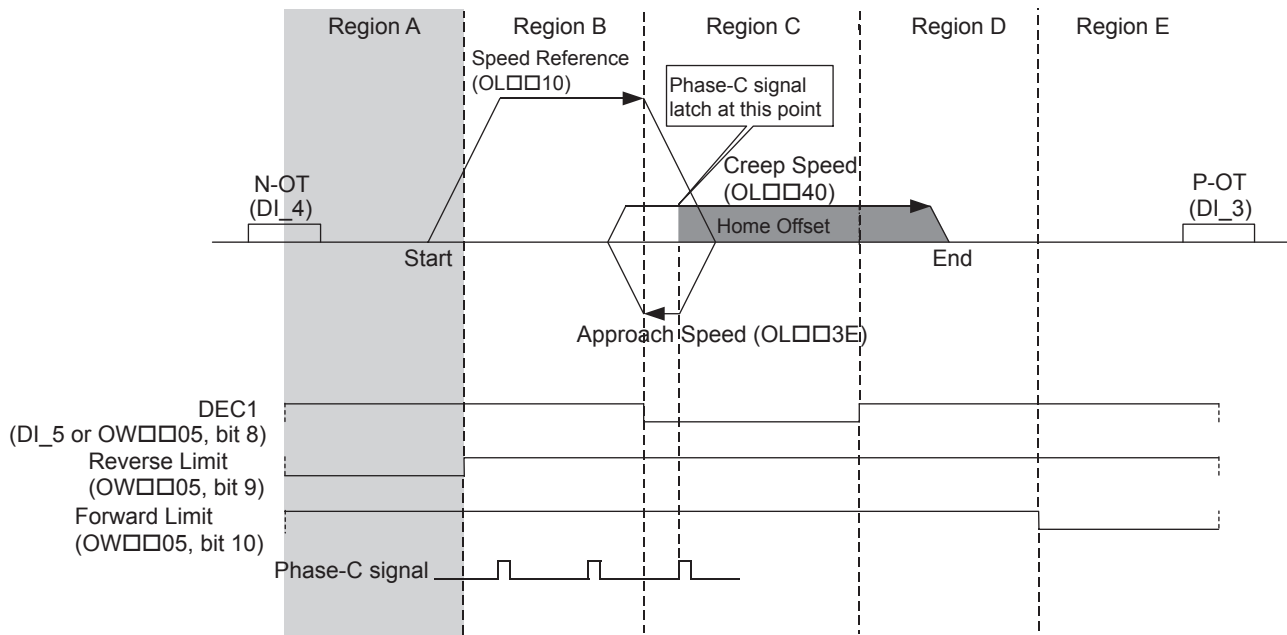 Region A
Region B
Region C
Region D
Region E
Speed Reference
(OL□□10)
Phase-C signal
latch at this point
Creep Speed
(OL□□40)
N-OT
(DI_4)
P-OT
(DI_3)
Home Offset
Start
End
Approach Speed (OL□□3E)
DEC1
(DI_5 or OW□□05, bit 8)
Reverse Limit
(OW□□05, bit 9)
Forward Limit
(OW□□05, bit 10)
Phase-C signal